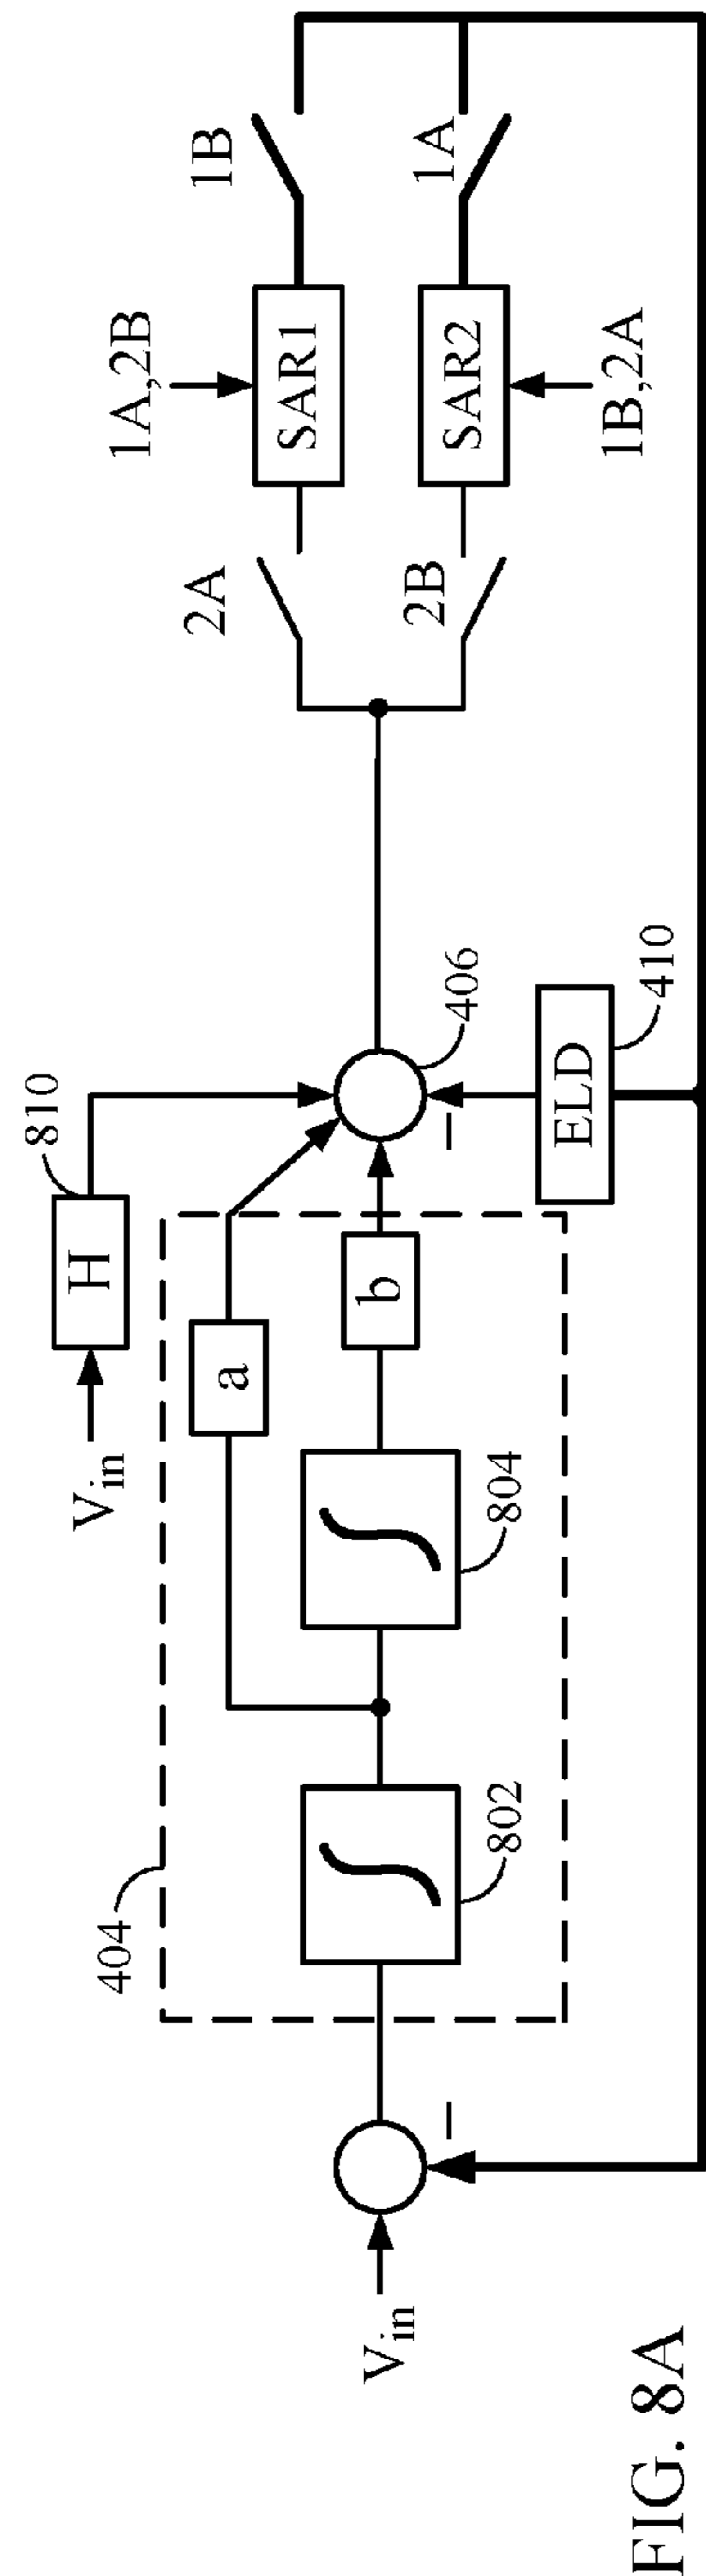 V_in
404
802
804
a
b
V_in
H
810
406
ELD
410
−
−
2A
2B
1A,2B
SAR1
SAR2
1B,2A
1B
1A
FIG. 8A